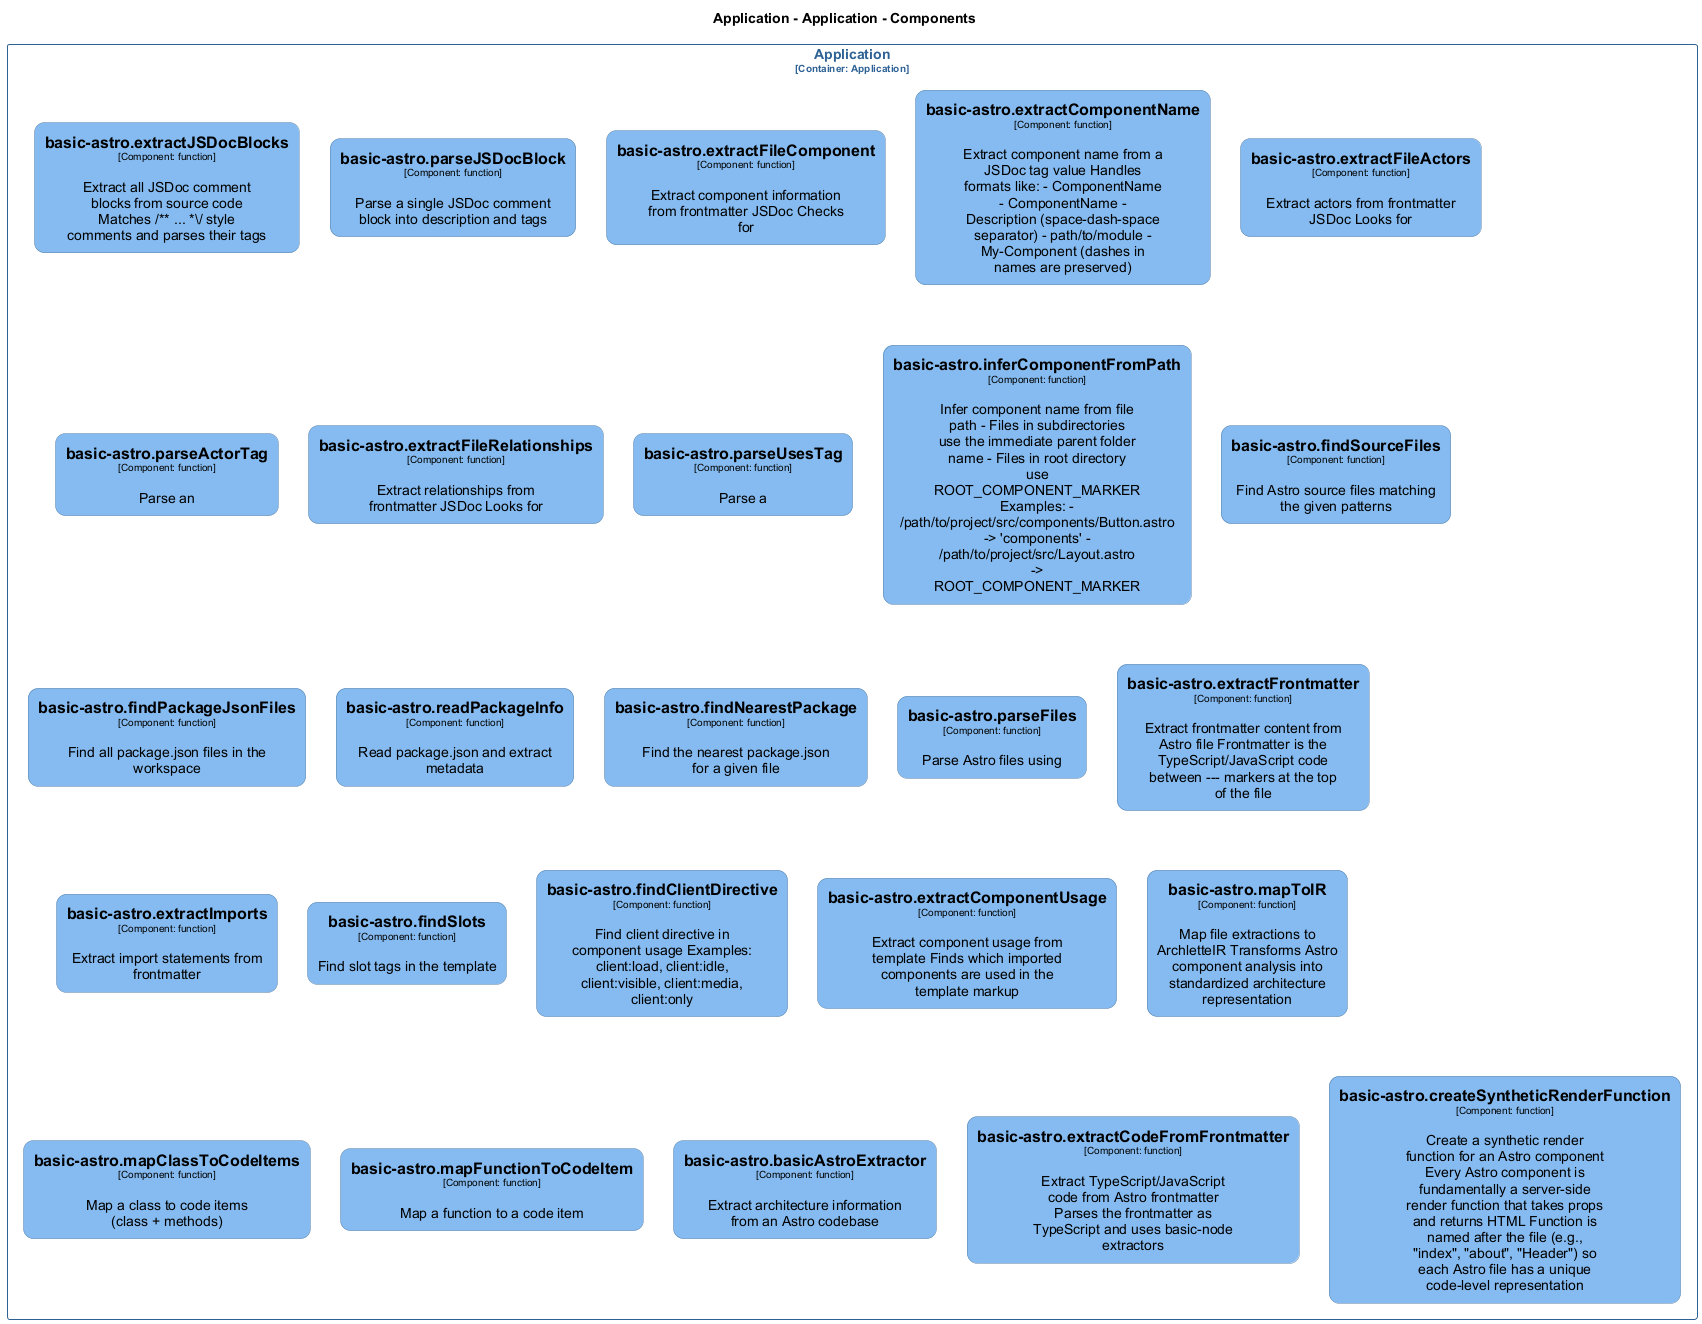 Application - Application - Components
Application
[Container: Application]
basic-astro.extractJSDocBlocks
[Component: function]
Extract all JSDoc comment
blocks from source code
Matches /** ... *\/ style
comments and parses their tags
basic-astro.parseJSDocBlock
[Component: function]
Parse a single JSDoc comment
block into description and tags
basic-astro.extractFileComponent
[Component: function]
Extract component information
from frontmatter JSDoc Checks
for
basic-astro.extractComponentName
[Component: function]
Extract component name from a
JSDoc tag value Handles
formats like: - ComponentName
- ComponentName -
Description (space-dash-space
separator) - path/to/module -
My-Component (dashes in
names are preserved)
basic-astro.extractFileActors
[Component: function]
Extract actors from frontmatter
JSDoc Looks for
basic-astro.parseActorTag
[Component: function]
Parse an
basic-astro.extractFileRelationships
[Component: function]
Extract relationships from
frontmatter JSDoc Looks for
basic-astro.parseUsesTag
[Component: function]
Parse a
basic-astro.inferComponentFromPath
[Component: function]
Infer component name from file
path - Files in subdirectories
use the immediate parent folder
name - Files in root directory
use
ROOT_COMPONENT_MARKER
Examples: -
/path/to/project/src/components/Button.astro
-> 'components' -
/path/to/project/src/Layout.astro
->
ROOT_COMPONENT_MARKER
basic-astro.findSourceFiles
[Component: function]
Find Astro source files matching
the given patterns
basic-astro.findPackageJsonFiles
[Component: function]
Find all package.json files in the
workspace
basic-astro.readPackageInfo
[Component: function]
Read package.json and extract
metadata
basic-astro.findNearestPackage
[Component: function]
Find the nearest package.json
for a given file
basic-astro.parseFiles
[Component: function]
Parse Astro files using
basic-astro.extractFrontmatter
[Component: function]
Extract frontmatter content from
Astro file Frontmatter is the
TypeScript/JavaScript code
between --- markers at the top
of the file
basic-astro.extractImports
[Component: function]
Extract import statements from
frontmatter
basic-astro.findSlots
[Component: function]
Find slot tags in the template
basic-astro.findClientDirective
[Component: function]
Find client directive in
component usage Examples:
client:load, client:idle,
client:visible, client:media,
client:only
basic-astro.extractComponentUsage
[Component: function]
Extract component usage from
template Finds which imported
components are used in the
template markup
basic-astro.mapToIR
[Component: function]
Map file extractions to
ArchletteIR Transforms Astro
component analysis into
standardized architecture
representation
basic-astro.mapClassToCodeItems
[Component: function]
Map a class to code items
(class + methods)
basic-astro.mapFunctionToCodeItem
[Component: function]
Map a function to a code item
basic-astro.basicAstroExtractor
[Component: function]
Extract architecture information
from an Astro codebase
basic-astro.extractCodeFromFrontmatter
[Component: function]
Extract TypeScript/JavaScript
code from Astro frontmatter
Parses the frontmatter as
TypeScript and uses basic-node
extractors
basic-astro.createSyntheticRenderFunction
[Component: function]
Create a synthetic render
function for an Astro component
Every Astro component is
fundamentally a server-side
render function that takes props
and returns HTML Function is
named after the file (e.g.,
"index", "about", "Header") so
each Astro file has a unique
code-level representation